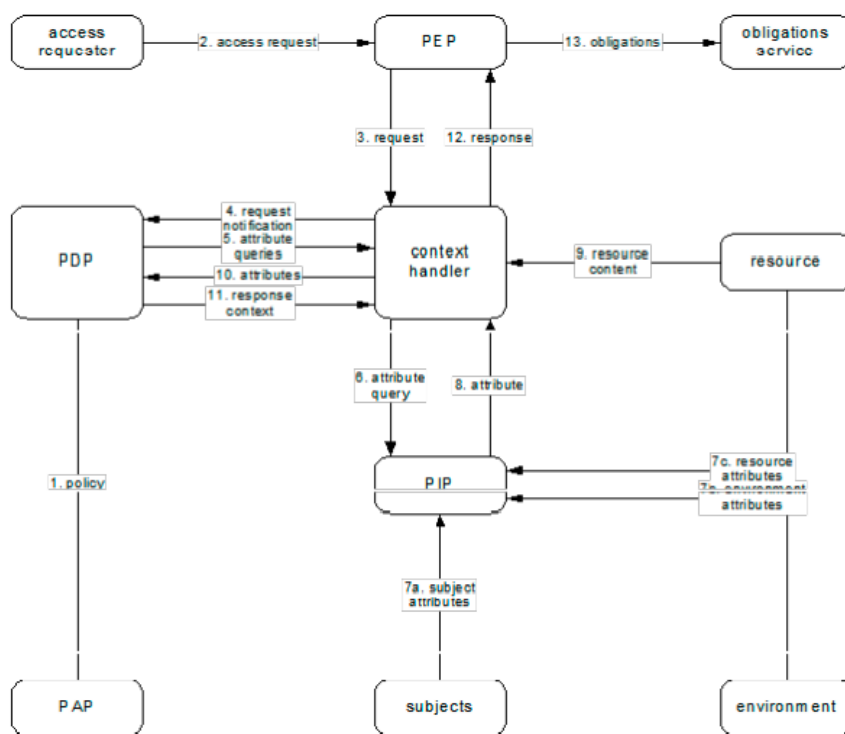 access
requester
2. access request
PEP
13. obligations
obligations
service
3. request
12. response
PDP
4. request
notification
5. attribute
queries
10. attributes
11. response
context
context
handler
9. resource
content
resource
6. attribute
query
8. attribute
1. policy
PIP
7c. resource
attributes
environment
attributes
7a. subject
attributes
PAP
subjects
environment